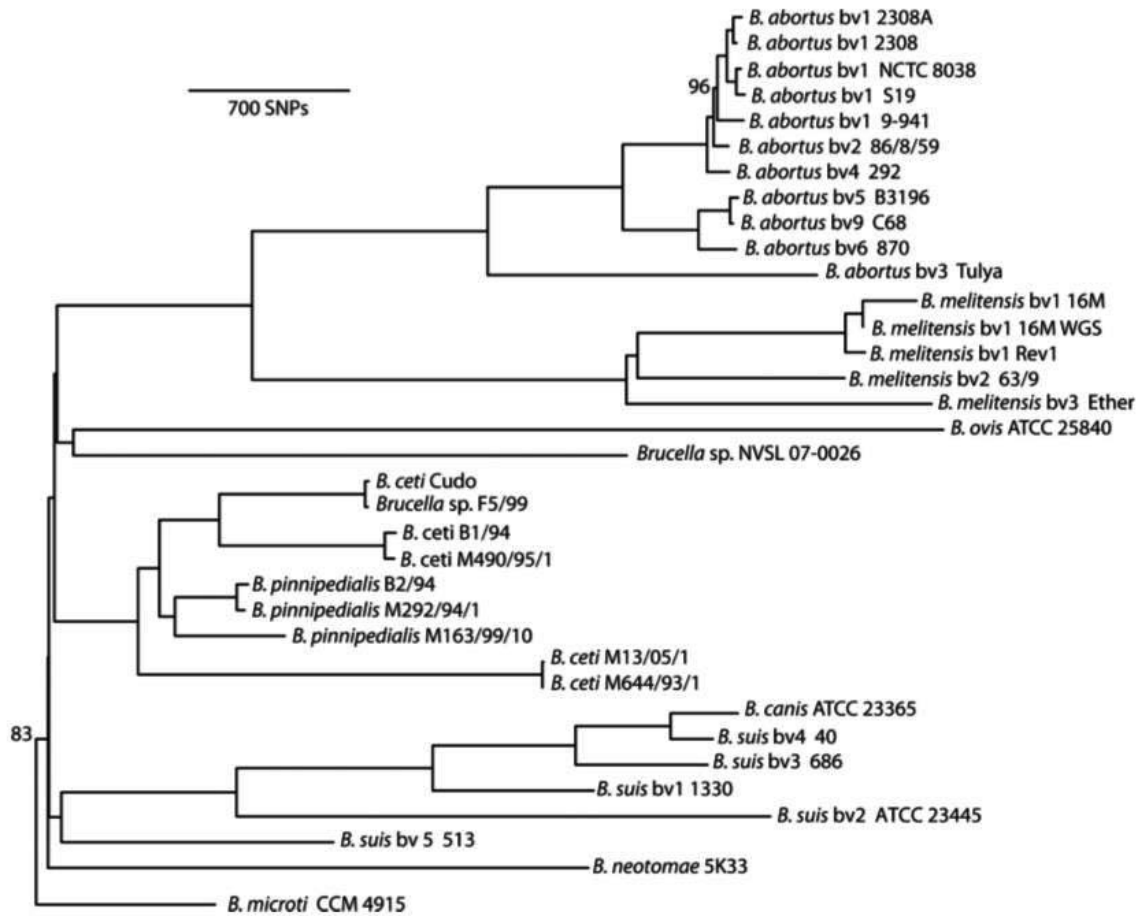 B. abortus bv1 2308A
B. abortus bv1 2308
B. abortus bv1 NCTC 8038
96
B. abortus bv1 S19
700 SNPs
B. abortus bv1 9-941
B. abortus bv2 86/8/59
B. abortus bv4 292
B. abortus bv5 B3196
B. abortus bv9 C68
B. abortus bv6 870
B. abortus bv3 Tulya
B. melitensis bv1 16M
B. melitensis bv1 16M WGS
B. melitensis bv1 Rev1
B. melitensis bv2 63/9
B. melitensis bv3 Ether
B. ovis ATCC 25840
Brucella sp. NVSL 07-0026
B. ceti Cudo
Brucella sp. F5/99
B. ceti B1/94
B. ceti M490/95/1
B. pinnipedialis B2/94
B. pinnipedialis M292/94/1
B. pinnipedialis M163/99/10
B. ceti M13/05/1
B. ceti M644/93/1
B. canis ATCC 23365
83
B. suis bv4 40
B. suis bv3 686
B. suis bv1 1330
B. suis bv2 ATCC 23445
B. suis bv 5 513
B. neotomae 5K33
B. microti CCM 4915